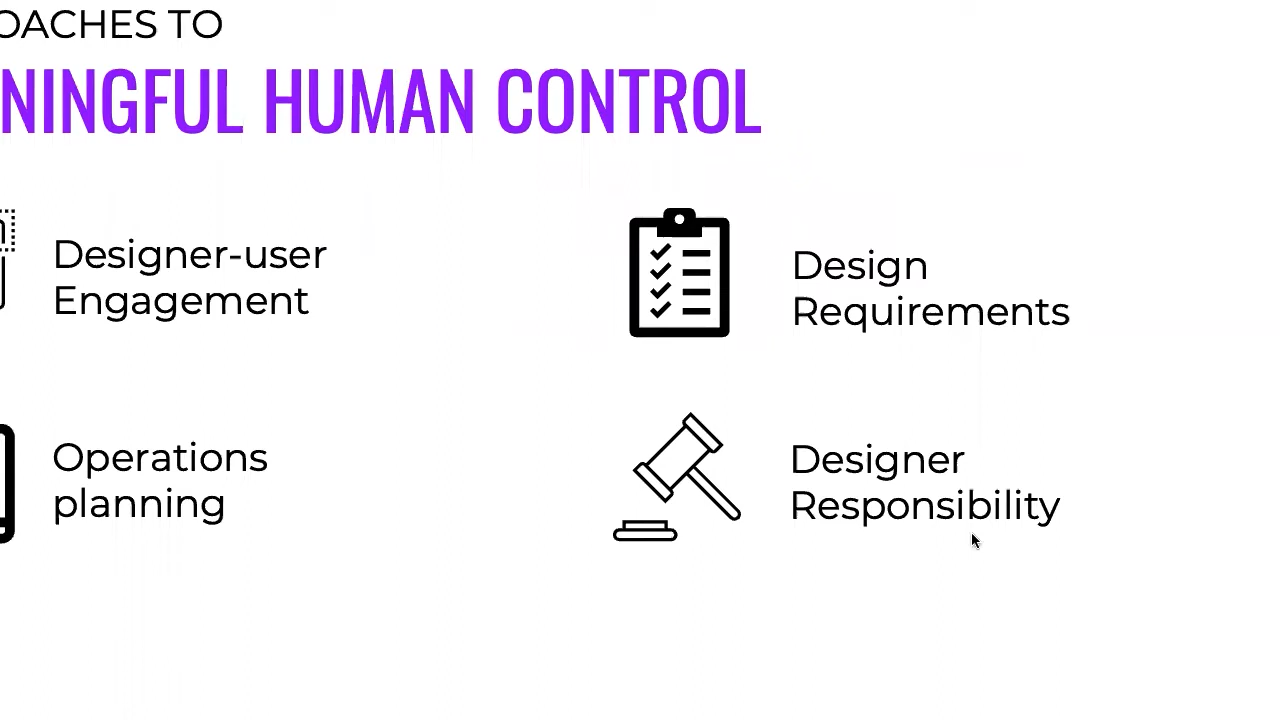 OACHES TO
NINGFUL HUMAN CONTROL
Designer-user
Engagement
Design
Requirements
Operations
planning
Designer
Responsibility